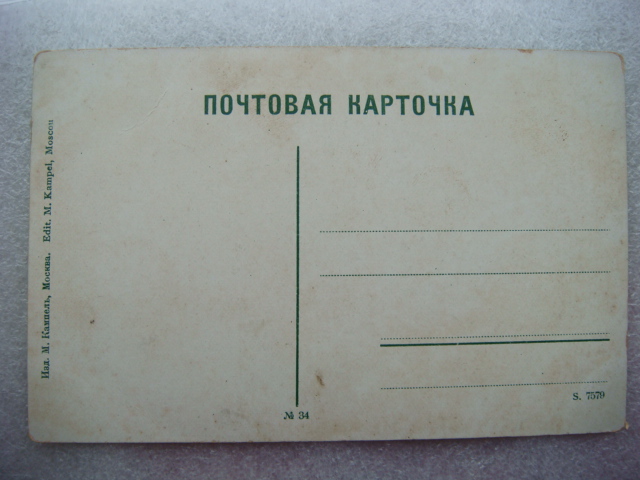 ПОЧТОВАЯ КАРТОЧКА
Изд. М. Кампель, Москва. Edit. M. Kampel, Moscou
№ 34
S. 7579